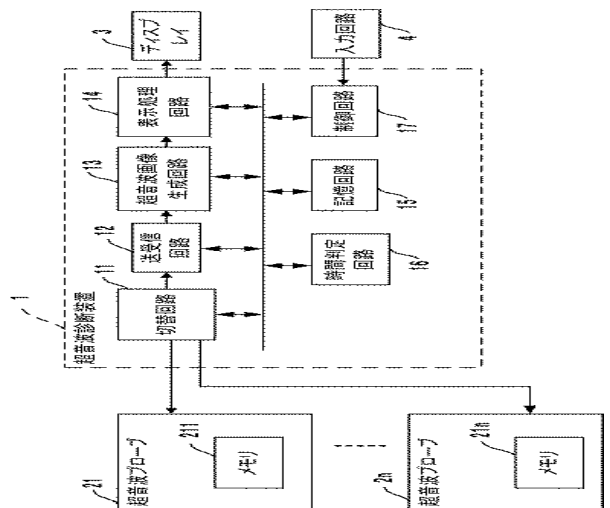 1
超音波診断装置
11
切替回路
12
送受信
回路
13
超音波画像
生成回路
14
表示処理
回路
3
ディスプ
レイ
16
時間判定
回路
15
記憶回路
17
制御回路
4
入力回路
21
超音波プローブ
211
メモリ
2n
超音波プローブ
21n
メモリ